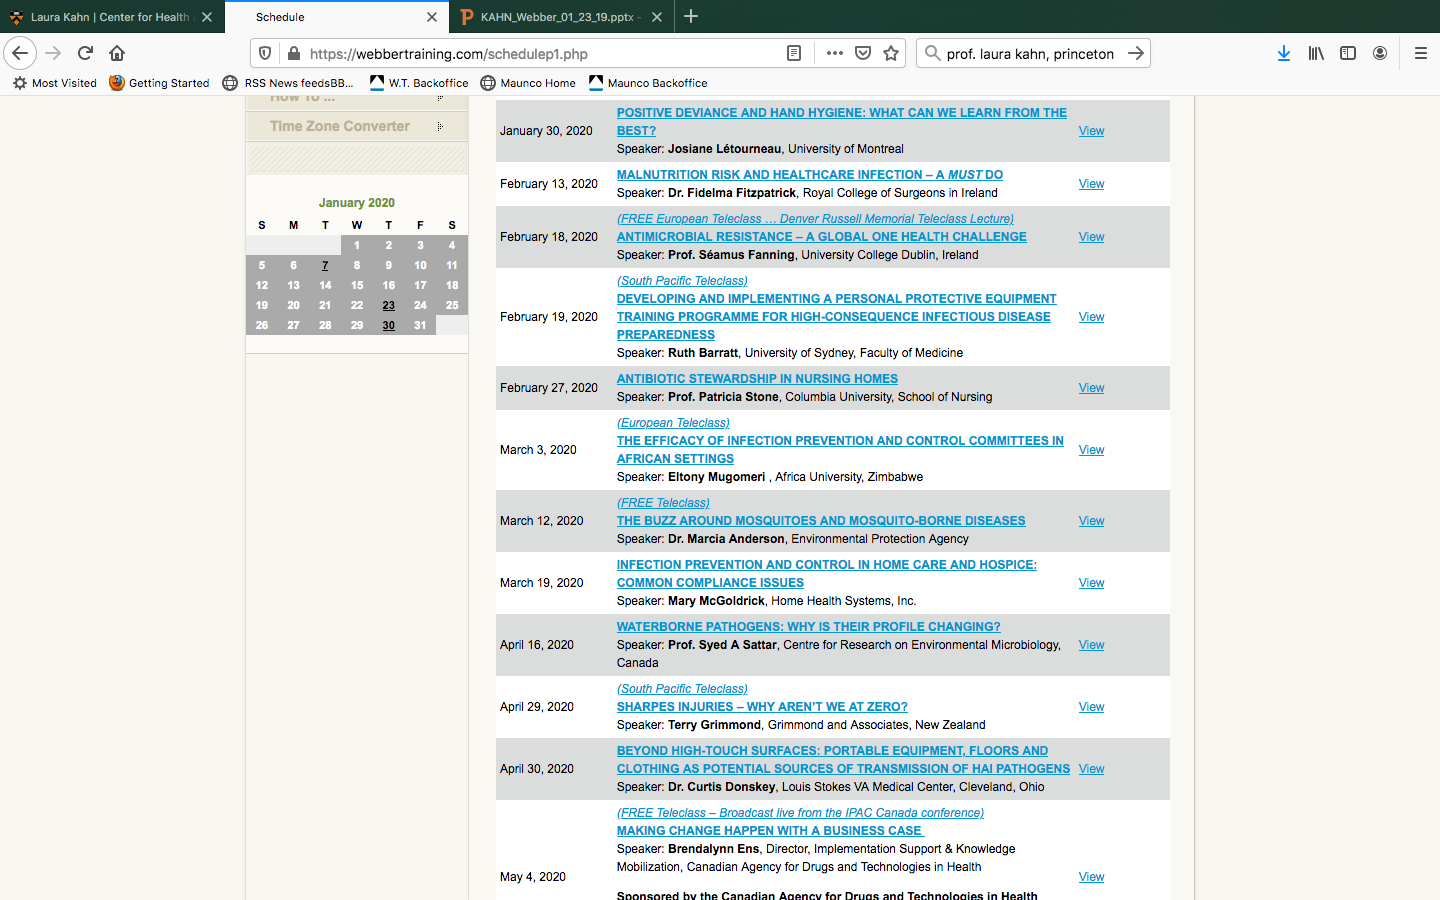 Laura Kahn | Center for Health
Schedule
KAHN_Webber_01_23_19.pptx -
https://webbertraining.com/schedulep1.php
prof. laura kahn, princeton
Most Visited
Getting Started
RSS News feedsBB...
W.T. Backoffice
Maunco Home
Maunco Backoffice
How To ...
Time Zone Converter
January 2020
S M T W T F S
1 2 3 4
5 6 7 8 9 10 11
12 13 14 15 16 17 18
19 20 21 22 23 24 25
26 27 28 29 30 31
January 30, 2020
POSITIVE DEVIANCE AND HAND HYGIENE: WHAT CAN WE LEARN FROM THE
BEST?
Speaker: Josiane Létourneau, University of Montreal
View
February 13, 2020
MALNUTRITION RISK AND HEALTHCARE INFECTION – A MUST DO
Speaker: Dr. Fidelma Fitzpatrick, Royal College of Surgeons in Ireland
View
February 18, 2020
(FREE European Teleclass ... Denver Russell Memorial Teleclass Lecture)
ANTIMICROBIAL RESISTANCE – A GLOBAL ONE HEALTH CHALLENGE
Speaker: Prof. Séamus Fanning, University College Dublin, Ireland
View
February 19, 2020
(South Pacific Teleclass)
DEVELOPING AND IMPLEMENTING A PERSONAL PROTECTIVE EQUIPMENT
TRAINING PROGRAMME FOR HIGH-CONSEQUENCE INFECTIOUS DISEASE
PREPAREDNESS
Speaker: Ruth Barratt, University of Sydney, Faculty of Medicine
View
February 27, 2020
ANTIBIOTIC STEWARDSHIP IN NURSING HOMES
Speaker: Prof. Patricia Stone, Columbia University, School of Nursing
View
March 3, 2020
(European Teleclass)
THE EFFICACY OF INFECTION PREVENTION AND CONTROL COMMITTEES IN
AFRICAN SETTINGS
Speaker: Eltony Mugomeri , Africa University, Zimbabwe
View
March 12, 2020
(FREE Teleclass)
THE BUZZ AROUND MOSQUITOES AND MOSQUITO-BORNE DISEASES
Speaker: Dr. Marcia Anderson, Environmental Protection Agency
View
March 19, 2020
INFECTION PREVENTION AND CONTROL IN HOME CARE AND HOSPICE:
COMMON COMPLIANCE ISSUES
Speaker: Mary McGoldrick, Home Health Systems, Inc.
View
April 16, 2020
WATERBORNE PATHOGENS: WHY IS THEIR PROFILE CHANGING?
Speaker: Prof. Syed A Sattar, Centre for Research on Environmental Microbiology,
Canada
View
April 29, 2020
(South Pacific Teleclass)
SHARPES INJURIES – WHY AREN'T WE AT ZERO?
Speaker: Terry Grimmond, Grimmond and Associates, New Zealand
View
April 30, 2020
BEYOND HIGH-TOUCH SURFACES: PORTABLE EQUIPMENT, FLOORS AND
CLOTHING AS POTENTIAL SOURCES OF TRANSMISSION OF HAI PATHOGENS
Speaker: Dr. Curtis Donskey, Louis Stokes VA Medical Center, Cleveland, Ohio
View
May 4, 2020
(FREE Teleclass – Broadcast live from the IPAC Canada conference)
MAKING CHANGE HAPPEN WITH A BUSINESS CASE
Speaker: Brendalynn Ens, Director, Implementation Support & Knowledge
Mobilization, Canadian Agency for Drugs and Technologies in Health
View
Sponsored by the Canadian Agency for Drugs and Technologies in Health